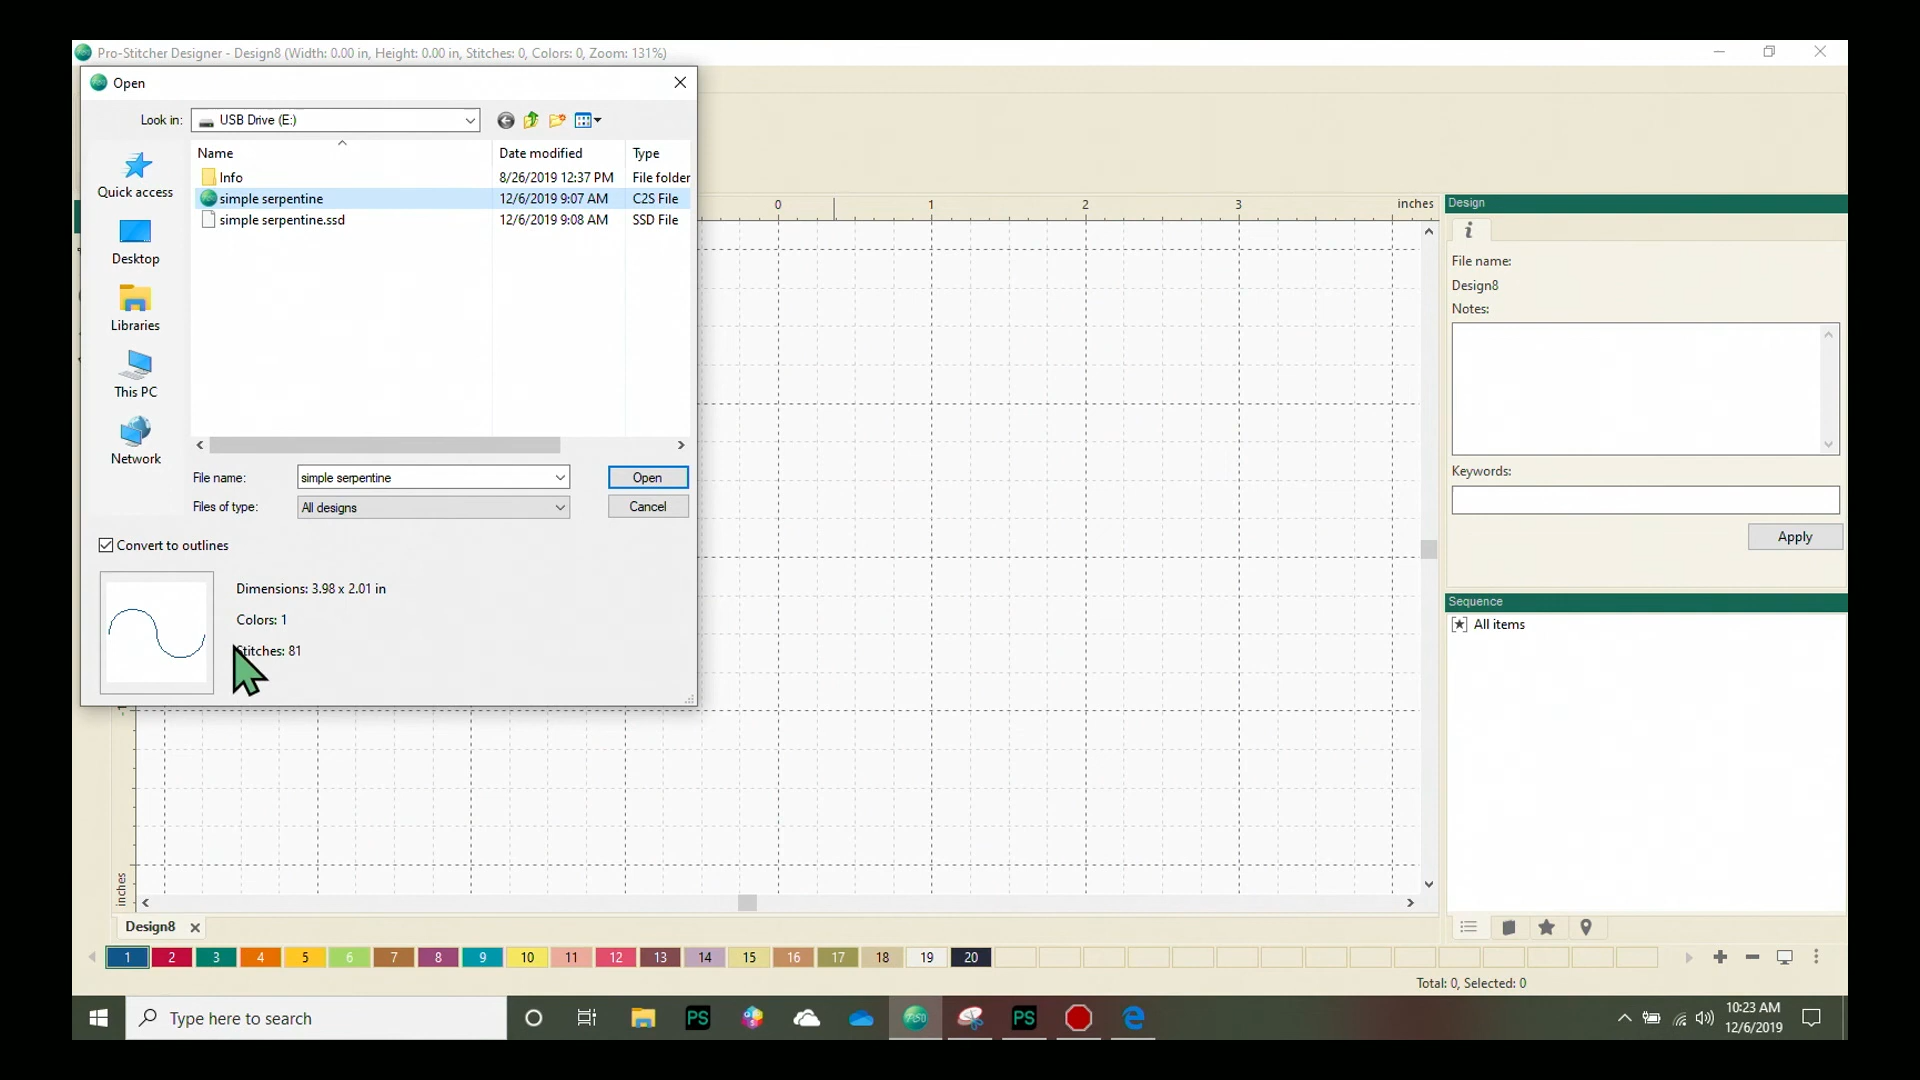 Pro-Stitcher Designer - Design8 (Width: 0.00 in, Height: 0.00 in, Stitches: 0, Colors: 0, Zoom: 131%)
Open
Look in: USB Drive (E:)
Name Date modified Type
Info 8/26/2019 12:37 PM File folder
simple serpentine 12/6/2019 9:07 AM C2S File
simple serpentine.ssd 12/6/2019 9:08 AM SSD File
Quick access
Desktop
Libraries
This PC
Network
File name: simple serpentine Open
Files of type: All designs Cancel
Convert to outlines
Dimensions: 3.98 x 2.01 in
Colors: 1
Stitches: 81
0 1 2 3 inches
inches
Design
i
File name:
Design8
Notes:
Keywords:
Apply
Sequence
All items
Design8
1 2 3 4 5 6 7 8 9 10 11 12 13 14 15 16 17 18 19 20
Total: 0, Selected: 0
Type here to search
PS
PS
10:23 AM
12/6/2019